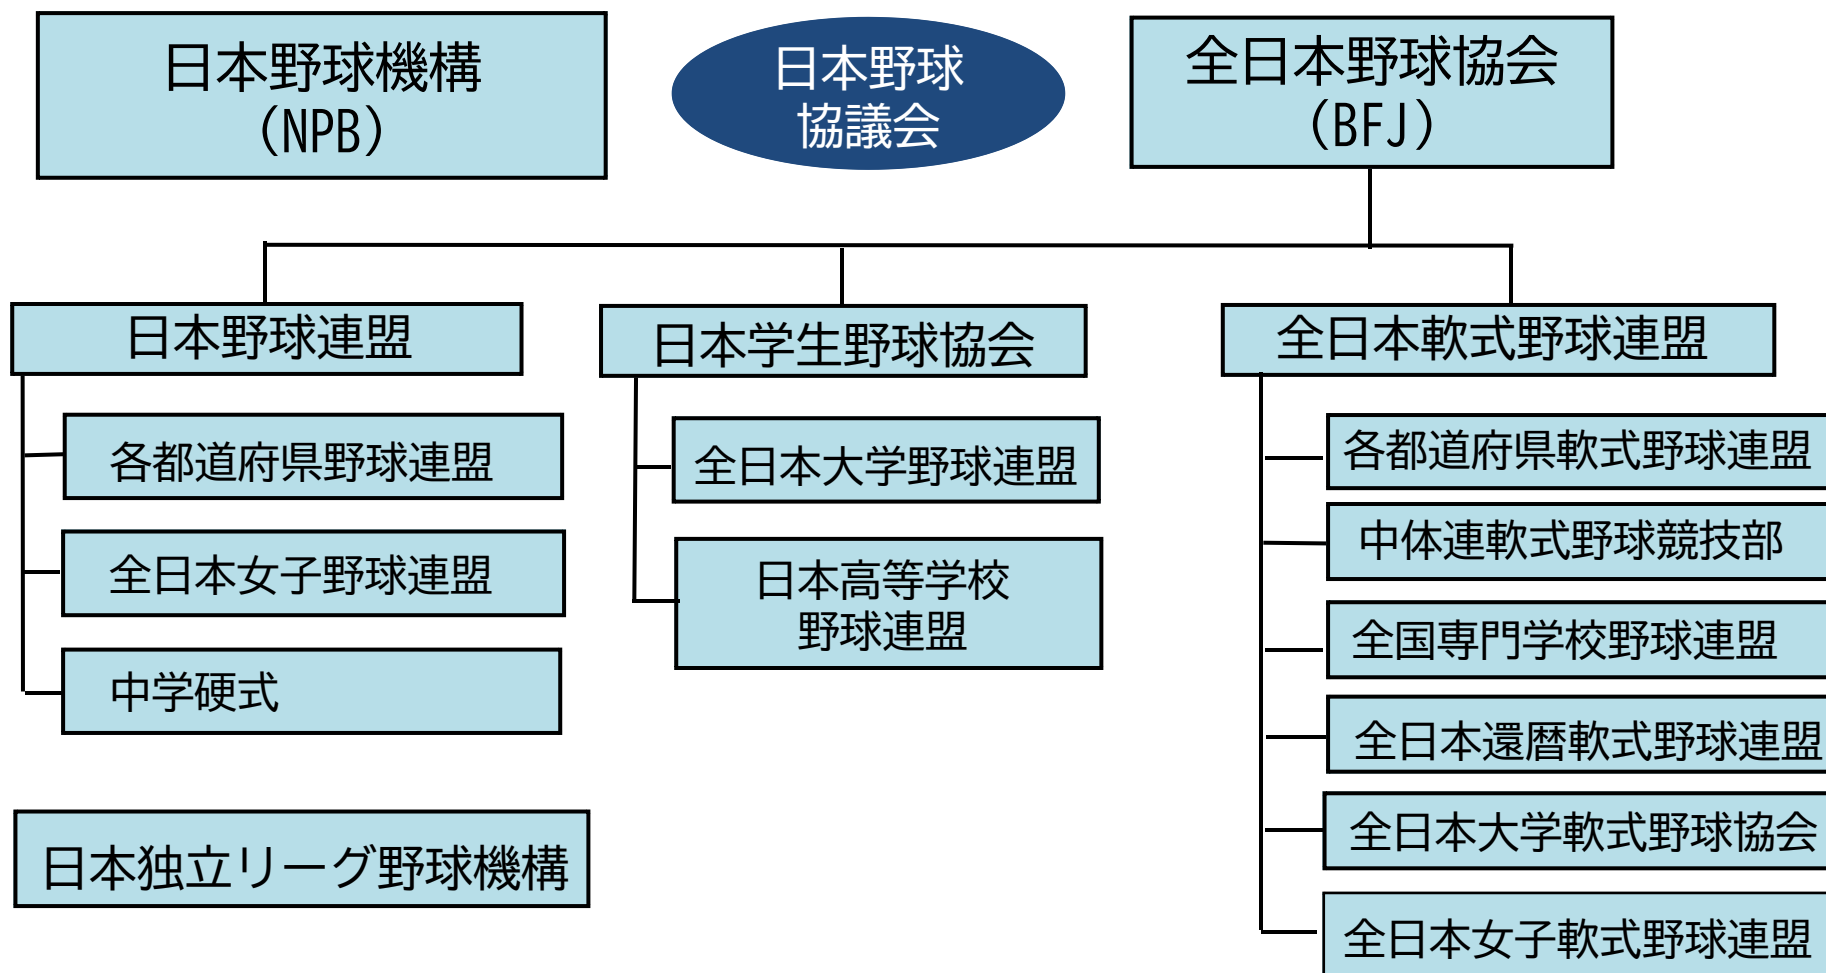 日本野球機構
（NPB）
日本野球
協議会
全日本野球協会
（BFJ）
日本野球連盟
各都道府県野球連盟
全日本女子野球連盟
中学硬式
日本学生野球協会
全日本大学野球連盟
日本高等学校
野球連盟
全日本軟式野球連盟
各都道府県軟式野球連盟
中体連軟式野球競技部
全国専門学校野球連盟
全日本還暦軟式野球連盟
全日本大学軟式野球協会
全日本女子軟式野球連盟
日本独立リーグ野球機構